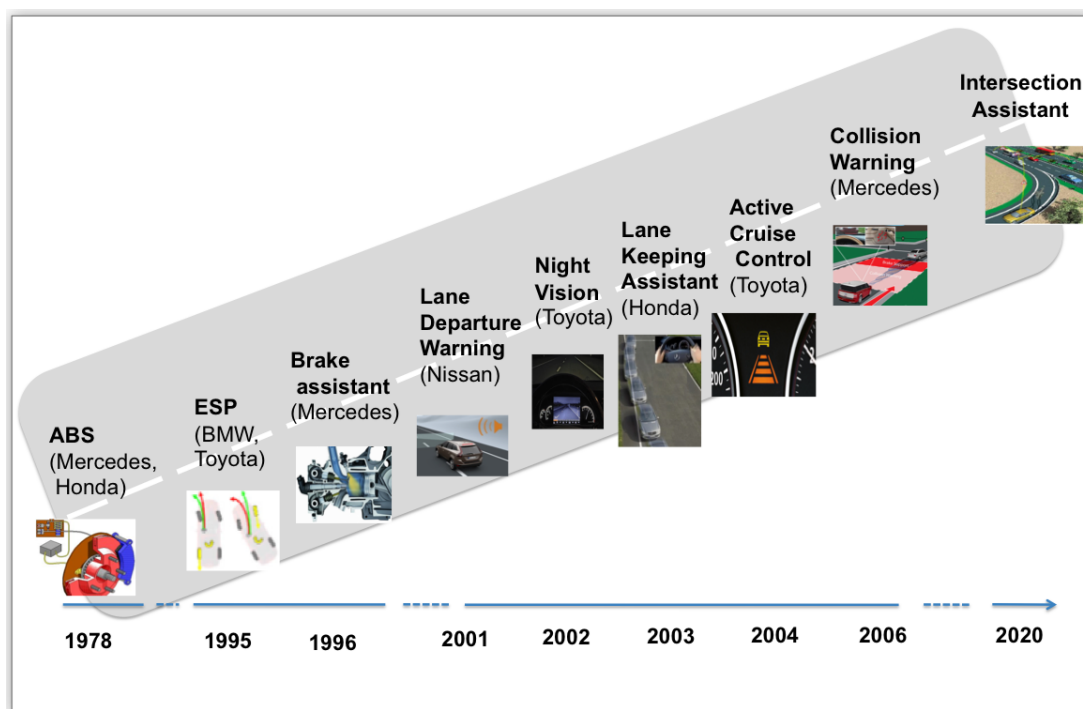 ABS
(Mercedes,
Honda)
ESP
(BMW,
Toyota)
Brake
assistant
(Mercedes)
Lane
Departure
Warning
(Nissan)
Night
Vision
(Toyota)
Lane
Keeping
Assistant
(Honda)
Active
Cruise
Control
(Toyota)
Collision
Warning
(Mercedes)
Intersection
Assistant
200
1978
1995
1996
2001
2002
2003
2004
2006
2020